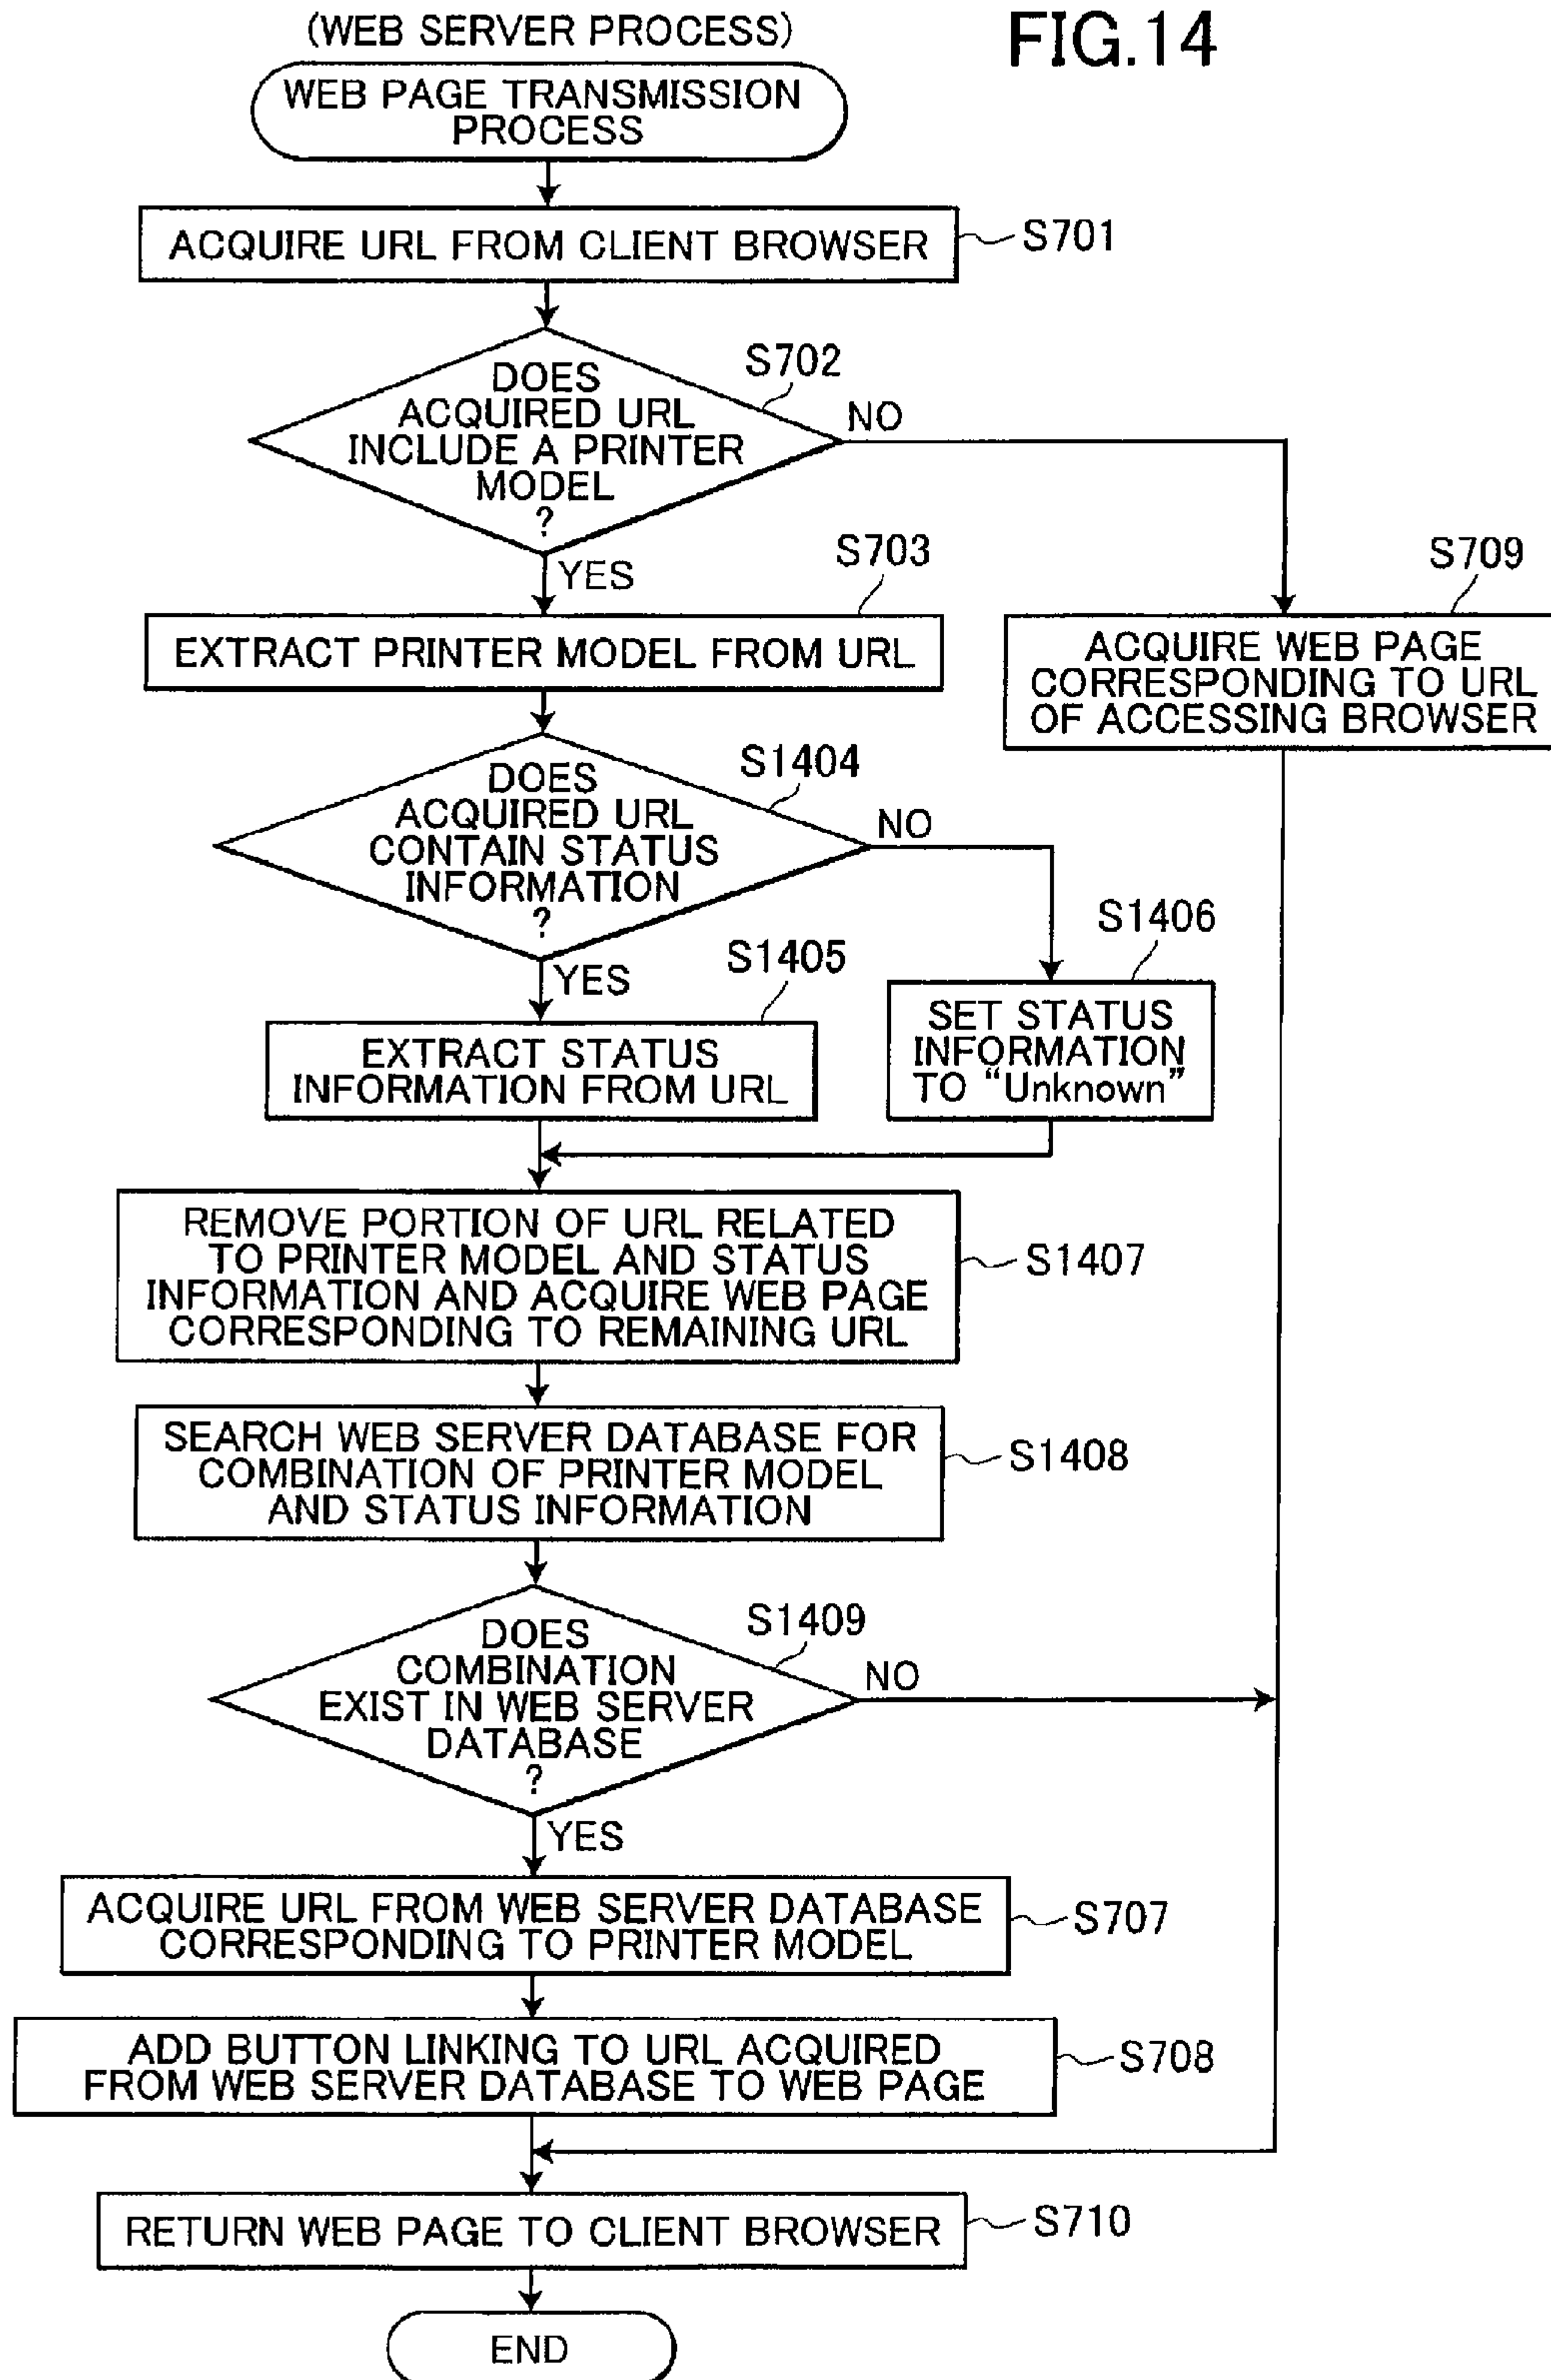 (WEB SERVER PROCESS)
FIG.14
WEB PAGE TRANSMISSION
PROCESS
ACQUIRE URL FROM CLIENT BROWSER
S701
DOES
ACQUIRED URL
INCLUDE A PRINTER
MODEL
?
S702
NO
YES
S703
EXTRACT PRINTER MODEL FROM URL
S709
ACQUIRE WEB PAGE
CORRESPONDING TO URL
OF ACCESSING BROWSER
DOES
ACQUIRED URL
CONTAIN STATUS
INFORMATION
?
S1404
NO
YES
S1405
EXTRACT STATUS
INFORMATION FROM URL
S1406
SET STATUS
INFORMATION
TO “Unknown”
REMOVE PORTION OF URL RELATED
TO PRINTER MODEL AND STATUS
INFORMATION AND ACQUIRE WEB PAGE
CORRESPONDING TO REMAINING URL
S1407
SEARCH WEB SERVER DATABASE FOR
COMBINATION OF PRINTER MODEL
AND STATUS INFORMATION
S1408
DOES
COMBINATION
EXIST IN WEB SERVER
DATABASE
?
S1409
NO
YES
ACQUIRE URL FROM WEB SERVER DATABASE
CORRESPONDING TO PRINTER MODEL
S707
ADD BUTTON LINKING TO URL ACQUIRED
FROM WEB SERVER DATABASE TO WEB PAGE
S708
RETURN WEB PAGE TO CLIENT BROWSER
S710
END